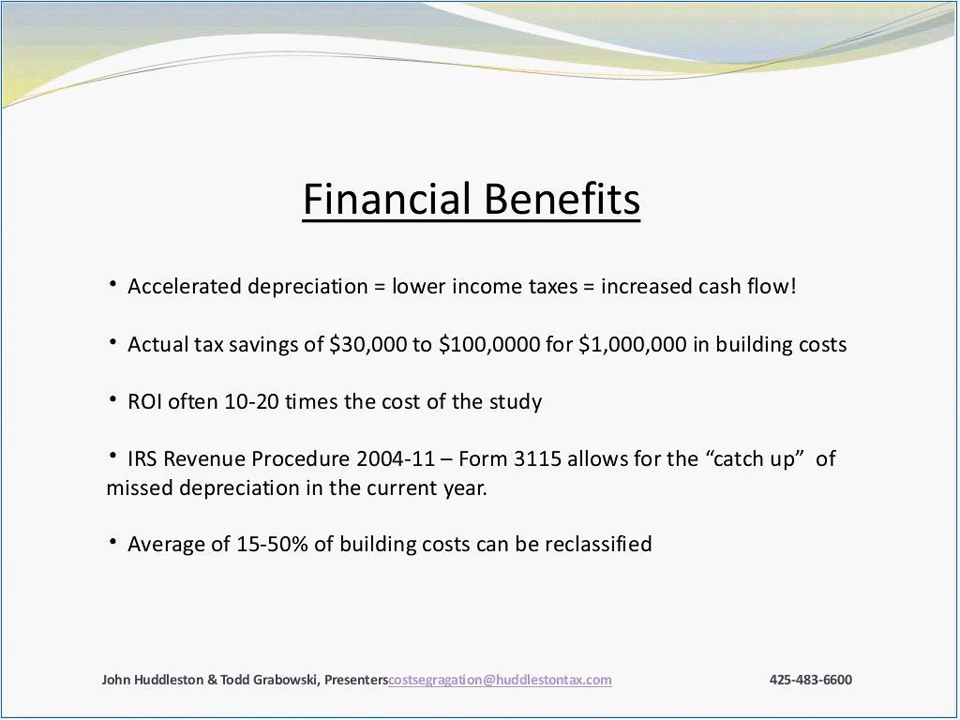 Financial Benefits
• Accelerated depreciation = lower income taxes = increased cash flow!
• Actual tax savings of $30,000 to $100,0000 for $1,000,000 in building costs
• ROI often 10-20 times the cost of the study
• IRS Revenue Procedure 2004-11 – Form 3115 allows for the “catch up”  of
missed depreciation in the current year.
• Average of 15-50% of building costs can be reclassified
John Huddleston & Todd Grabowski, Presenterscostsegragation@huddlestontax.com 425-483-6600